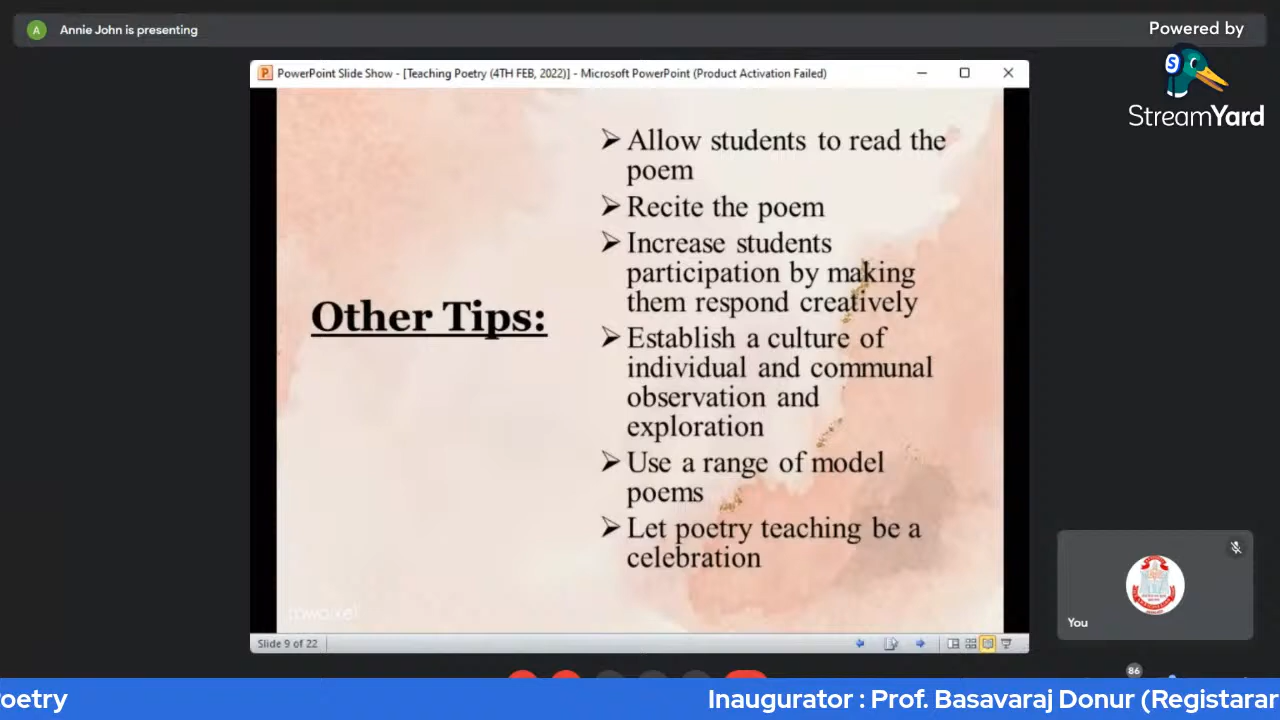 A
Annie John is presenting
Powered by
S
StreamYard
P
PowerPoint Slide Show - [Teaching Poetry (4TH FEB, 2022)] - Microsoft PowerPoint (Product Activation Failed)
Other Tips:
Allow students to read the
poem
Recite the poem
Increase students
participation by making
them respond creatively
Establish a culture of
individual and communal
observation and
exploration
Use a range of model
poems
Let poetry teaching be a
celebration
rawpixel
Slide 9 of 22
You
86
oetry
Inaugurator : Prof. Basavaraj Donur (Registarar